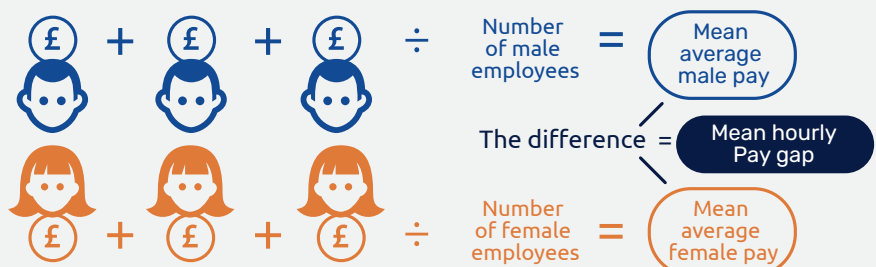 £ + £ + £ ÷ Number of male employees = Mean average male pay
The difference = Mean hourly Pay gap
£ + £ + £ ÷ Number of female employees = Mean average female pay